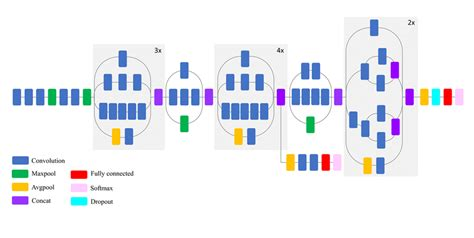 3x
4x
2x
Convolution
Maxpool
Avgpool
Concat
Fully connected
Softmax
Dropout